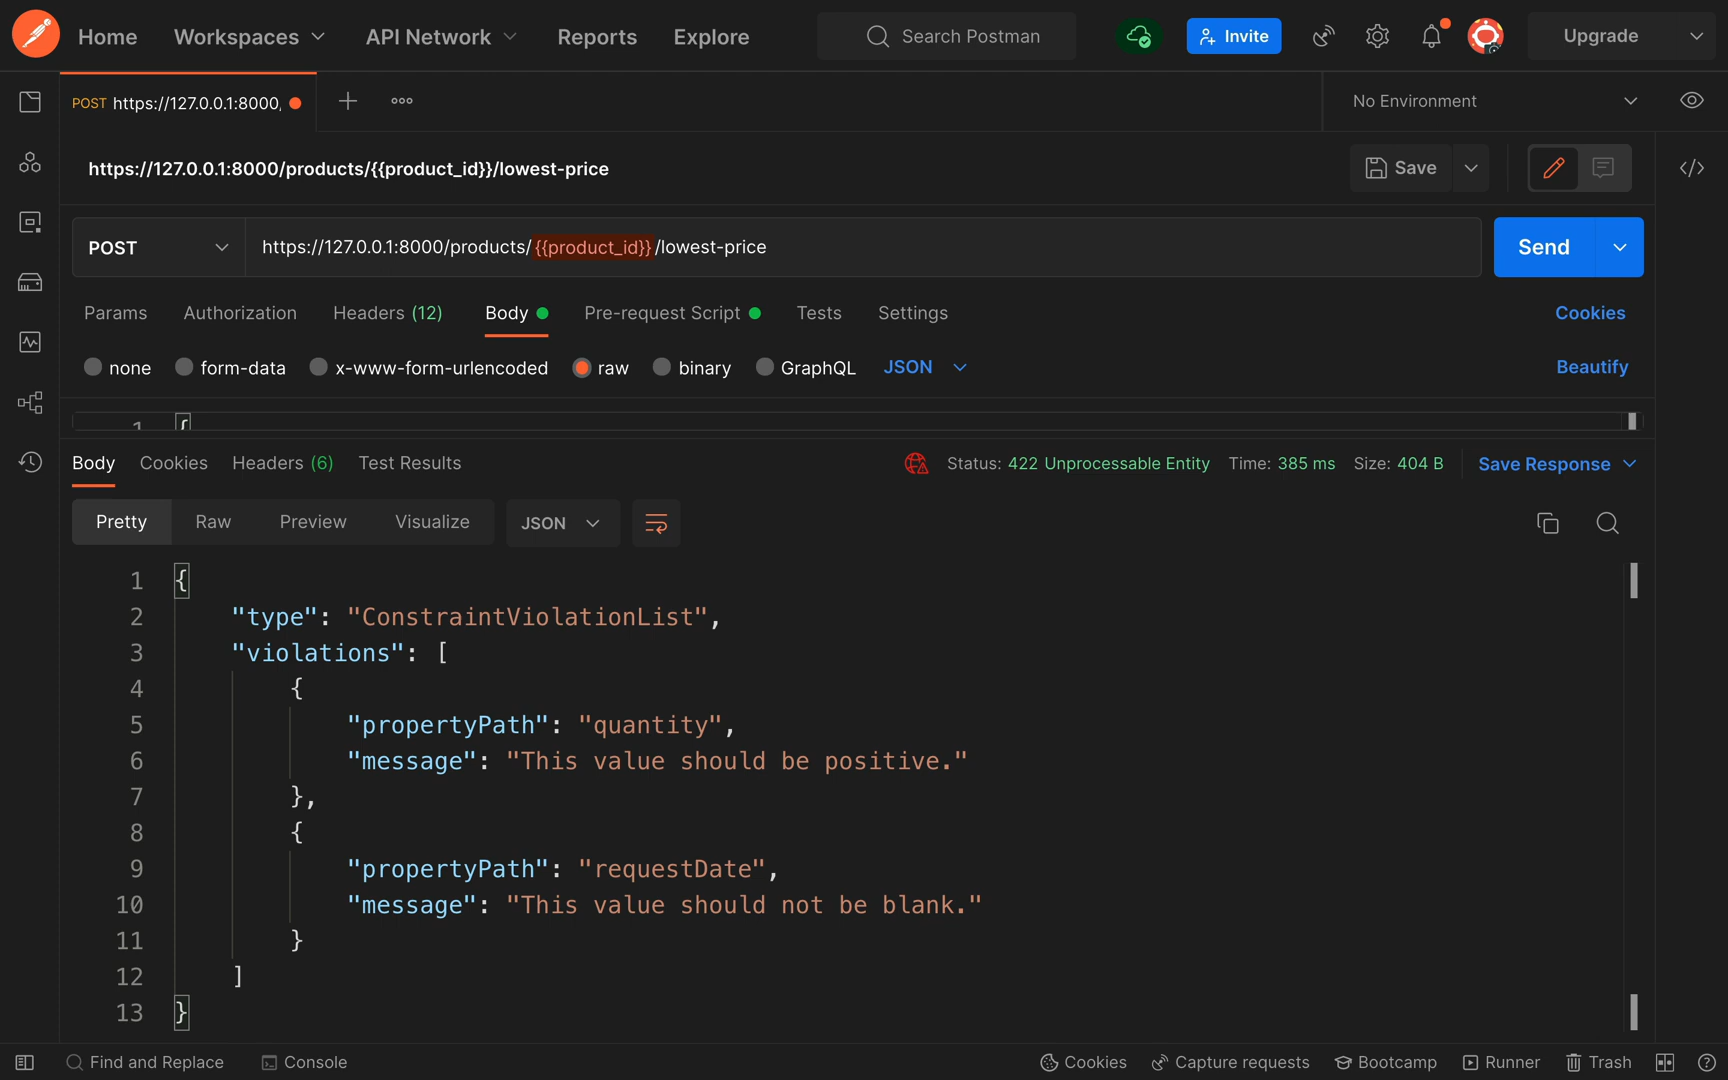 Home Workspaces API Network Reports Explore Search Postman Invite Upgrade
POST https://127.0.0.1:8000, No Environment
https://127.0.0.1:8000/products/{{product_id}}/lowest-price Save
POST https://127.0.0.1:8000/products/{{product_id}}/lowest-price Send
Params Authorization Headers (12) Body Pre-request Script Tests Settings Cookies
none form-data x-www-form-urlencoded raw binary GraphQL JSON Beautify
1 {
Body Cookies Headers (6) Test Results Status: 422 Unprocessable Entity Time: 385 ms Size: 404 B Save Response
Pretty Raw Preview Visualize JSON
1 {
2 "type": "ConstraintViolationList",
3 "violations": [
4 {
5 "propertyPath": "quantity",
6 "message": "This value should be positive."
7 },
8 {
9 "propertyPath": "requestDate",
10 "message": "This value should not be blank."
11 }
12 ]
13 }
Find and Replace Console Cookies Capture requests Bootcamp Runner Trash